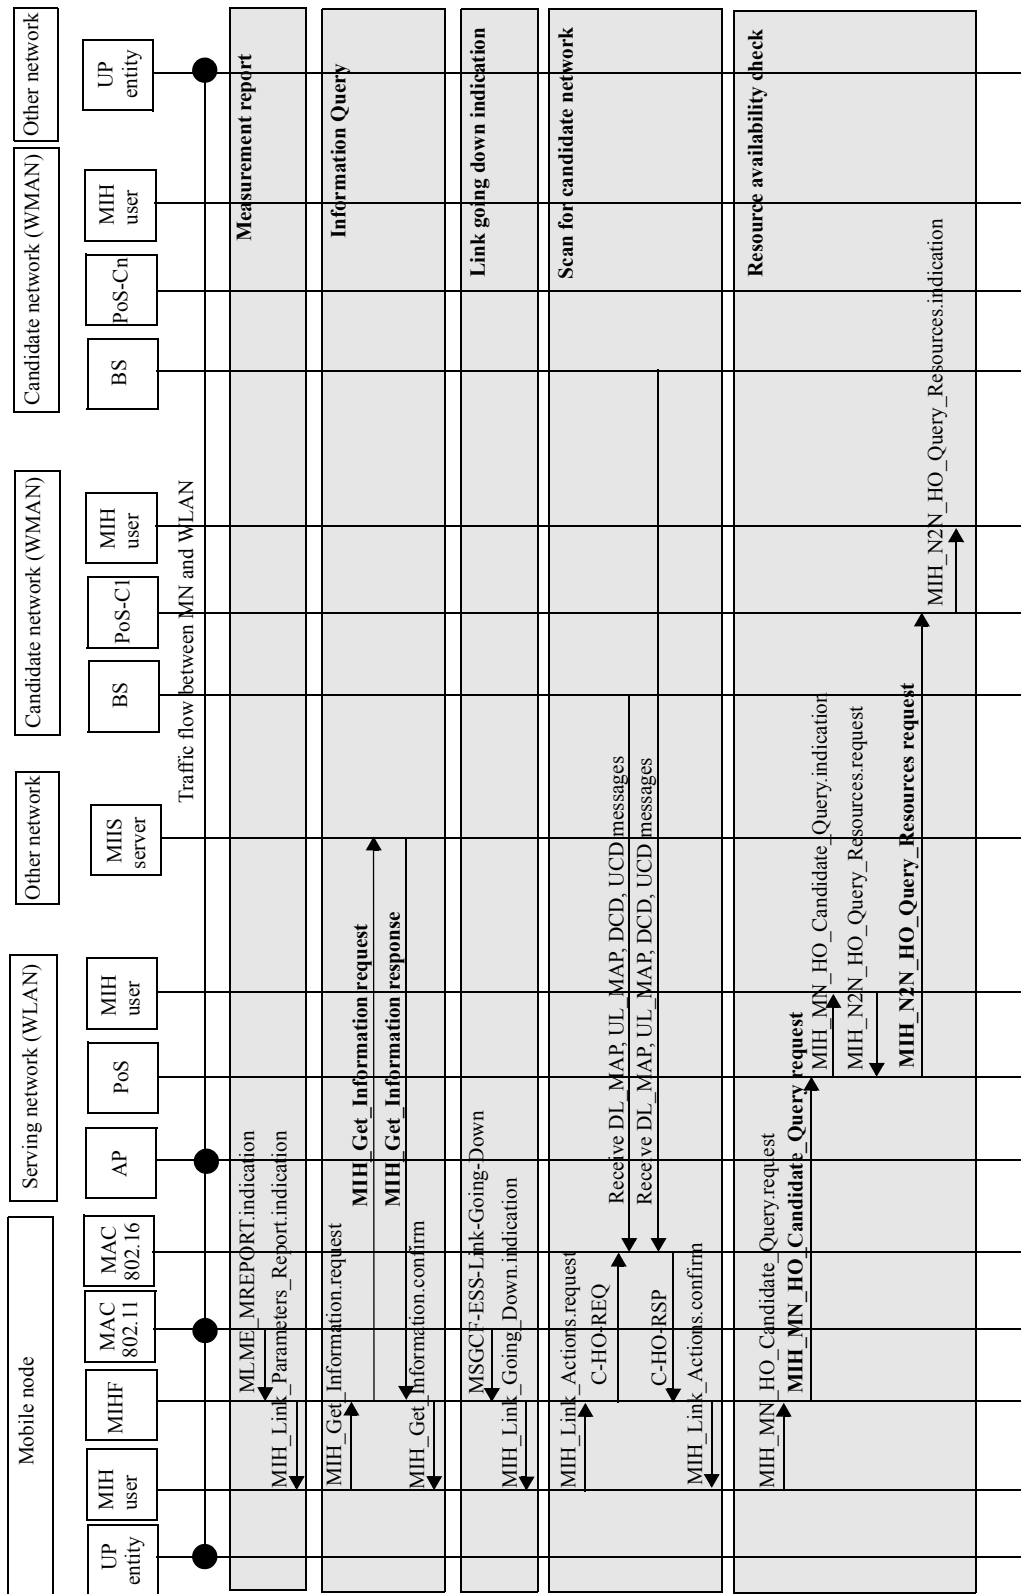 Mobile node
Serving network (WLAN)
Other network
Candidate network (WMAN)
Candidate network (WMAN)
Other network
UP
entity
MIH
user
MIHF
MAC
802.11
MAC
802.16
AP
PoS
MIH
user
MIIS
server
BS
PoS-C1
MIH
user
BS
PoS-Cn
MIH
user
UP
entity
Traffic flow between MN and WLAN
Measurement report
MLME_MREPORT.indication
MIH_Link_Parameters_Report.indication
Information Query
MIH_Get_Information.request
MIH_Get_Information request
MIH_Get_Information response
MIH_Get_Information.confirm
Link going down indication
MSGCF-ESS-Link-Going-Down
MIH_Link_Going_Down.indication
Scan for candidate network
MIH_Link_Actions.request
C-HO-REQ
Receive DL_MAP, UL_MAP, DCD, UCD messages
Receive DL_MAP, UL_MAP, DCD, UCD messages
C-HO-RSP
MIH_Link_Actions.confirm
Resource availability check
MIH_MN_HO_Candidate_Query.request
MIH_MN_HO_Candidate_Query request
MIH_MN_HO_Candidate_Query.indication
MIH_N2N_HO_Query_Resources.request
MIH_N2N_HO_Query_Resources request
MIH_N2N_HO_Query_Resources.indication